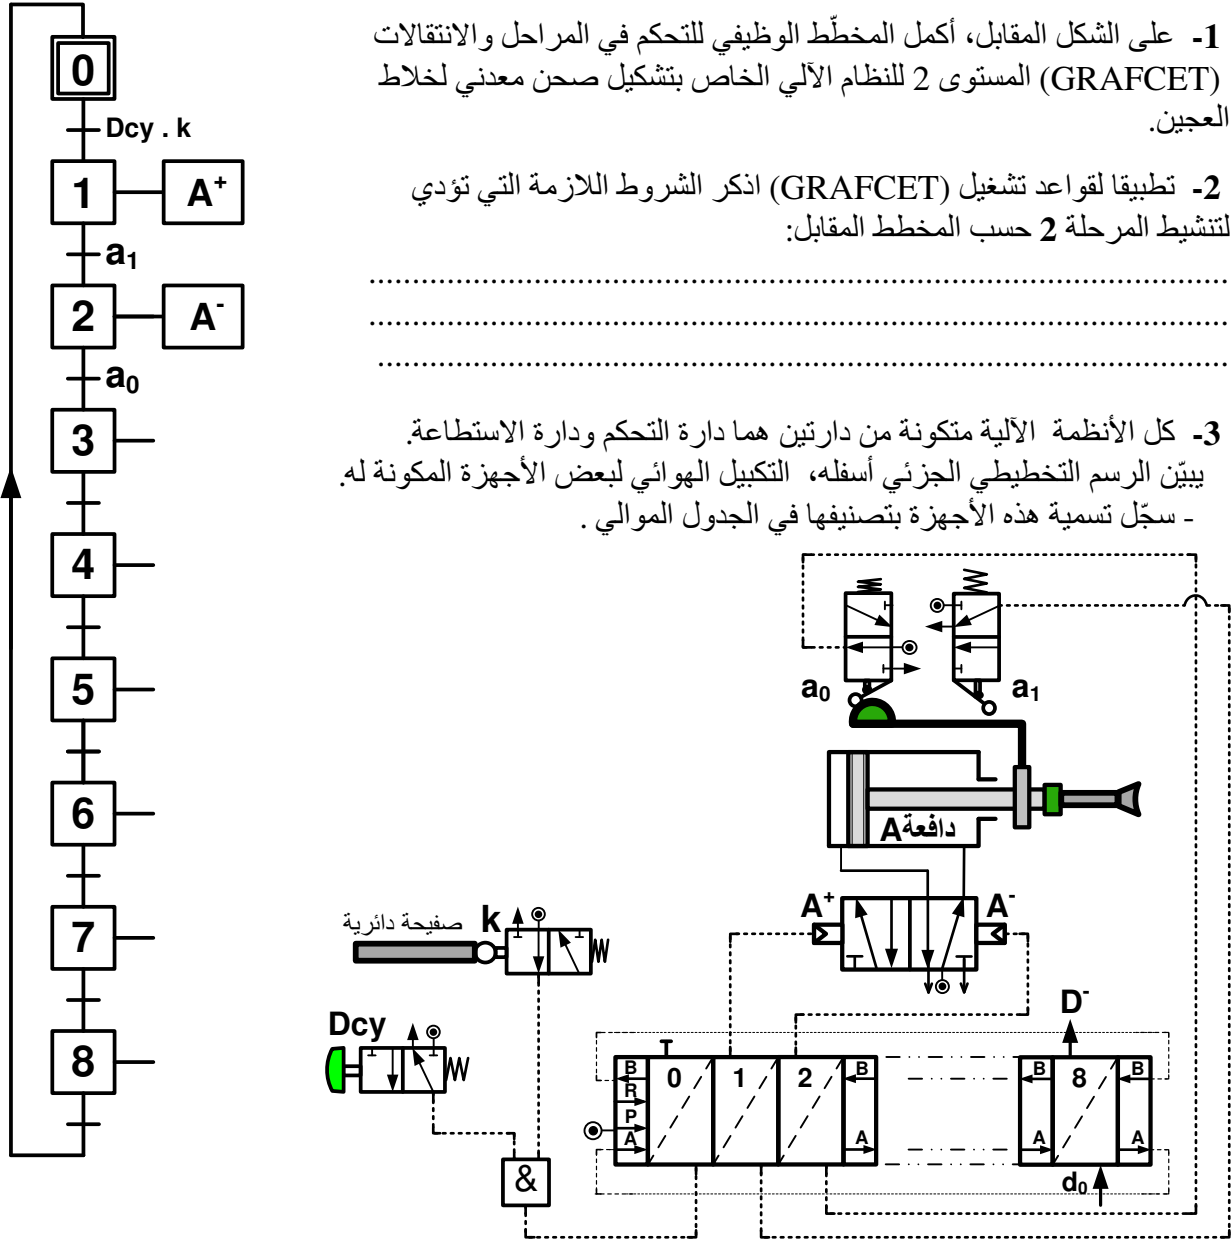 1- على الشكل المقابل، أكمل المخطّط الوظيفي للتحكم في المراحل والانتقالات
(GRAFCET) المستوى 2 للنظام الآلي الخاص بتشكيل صحن معدني لخلاط
العجين.
2- تطبيقا لقواعد تشغيل (GRAFCET) اذكر الشروط اللازمة التي تؤدي
لتنشيط المرحلة 2 حسب المخطط المقابل:
................................................................................
................................................................................
................................................................................
3- كل الأنظمة الآلية متكونة من دارتين هما دارة التحكم ودارة الاستطاعة.
يبيّن الرسم التخطيطي الجزئي أسفله، التكبيل الهوائي لبعض الأجهزة المكونة له.
- سجّل تسمية هذه الأجهزة بتصنيفها في الجدول الموالي .
0
Dcy . k
1 A⁺
a₁
2 A⁻
a₀
3
4
5
6
7
8
a₀ a₁
دافعة A
A⁺ A⁻
صفيحة دائرية k
Dcy
D⁻
B 0 1 2 B B 8 B
R
P
A A A A
d₀
&